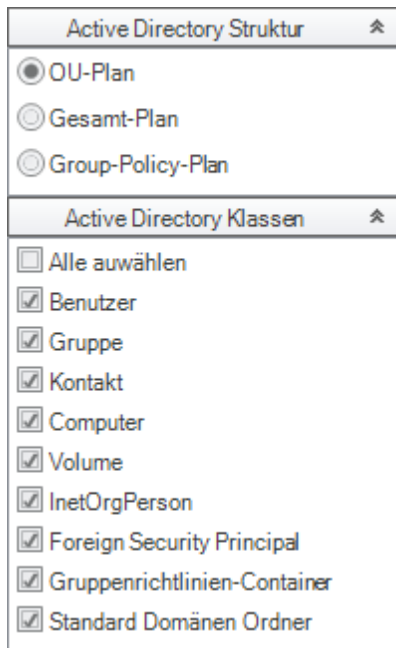 Active Directory Struktur
OU-Plan
Gesamt-Plan
Group-Policy-Plan
Active Directory Klassen
Alle auwählen
Benutzer
Gruppe
Kontakt
Computer
Volume
InetOrgPerson
Foreign Security Principal
Gruppenrichtlinien-Container
Standard Domänen Ordner